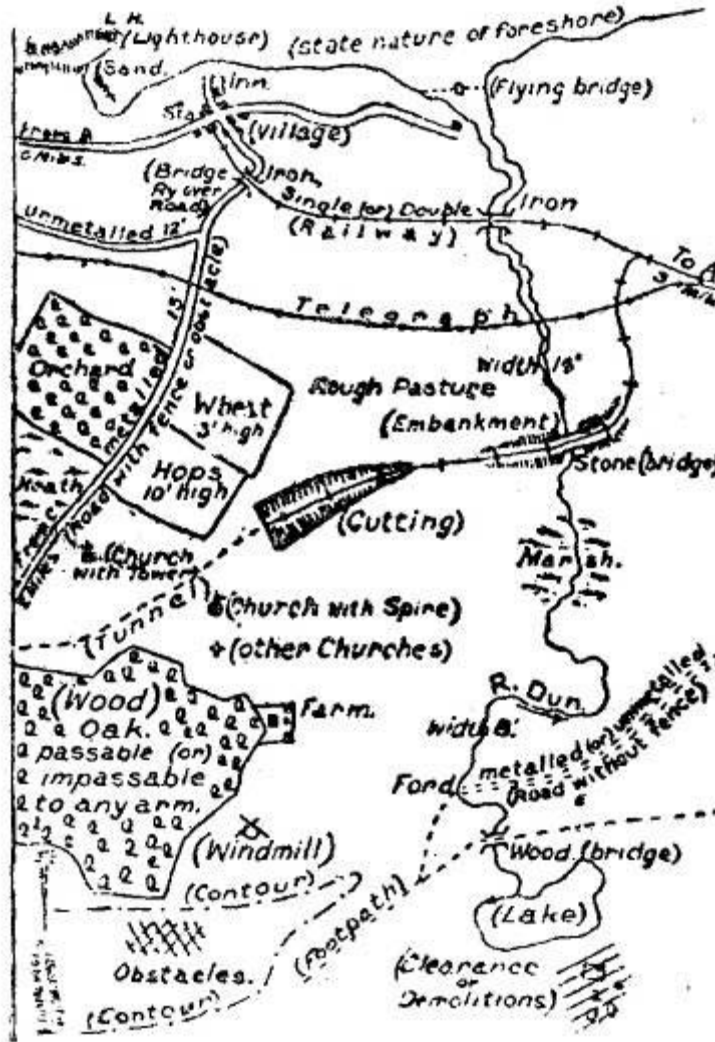 L. H.
(Lighthouse)
(state nature of foreshore)
(Sand.
Inn.
(Flying bridge)
Sta
(Village)
From B
6 Miles.
(Bridge
Fly over
Road)
Iron.
Single (or) Double
(Railway)
Iron
unmetalled 12'
To A
Telegraph
15'
metalled
(Road with fence & obstacle)
Orchard
Wheat
3' high
Rough Pasture
Width 18"
(Embankment)
Stone (bridge)
Heath
Hops
10' high
(Cutting)
(Church
with Tower)
Marsh.
(Tunnel)
(Church with Spire)
(other Churches)
(Wood)
Oak.
passable (or)
impassable
to any arm.
Farm.
R. Dun.
Width 8'.
Ford
metalled (or) unmetalled
(Road without fence)
(Windmill)
Wood (bridge)
(Contour)
(Footpath)
(Lake)
Obstacles.
(Contour)
(Clearance
or
Demolitions)